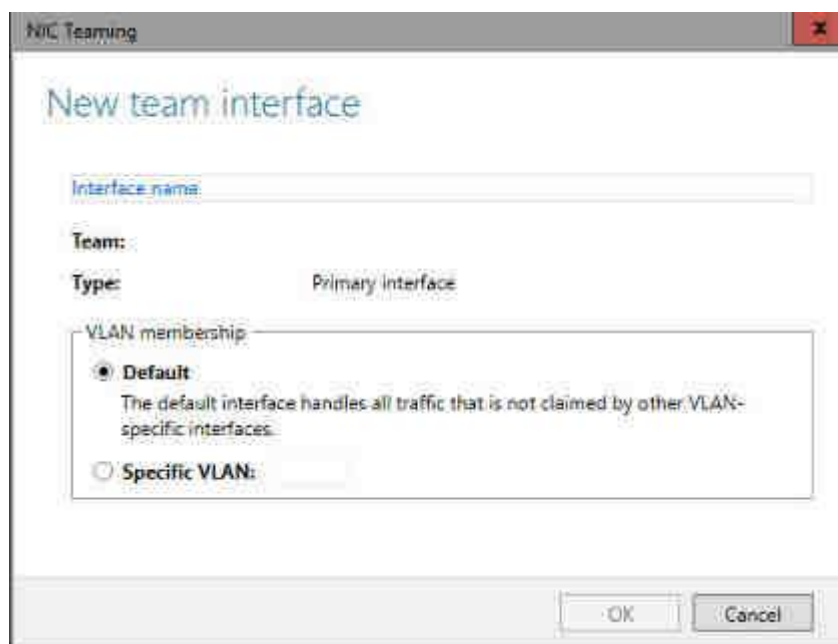 NIC Teaming
New team interface
Interface name
Team:
Type: Primary interface
VLAN membership
Default
The default interface handles all traffic that is not claimed by other VLAN-
specific interfaces.
Specific VLAN:
OK Cancel